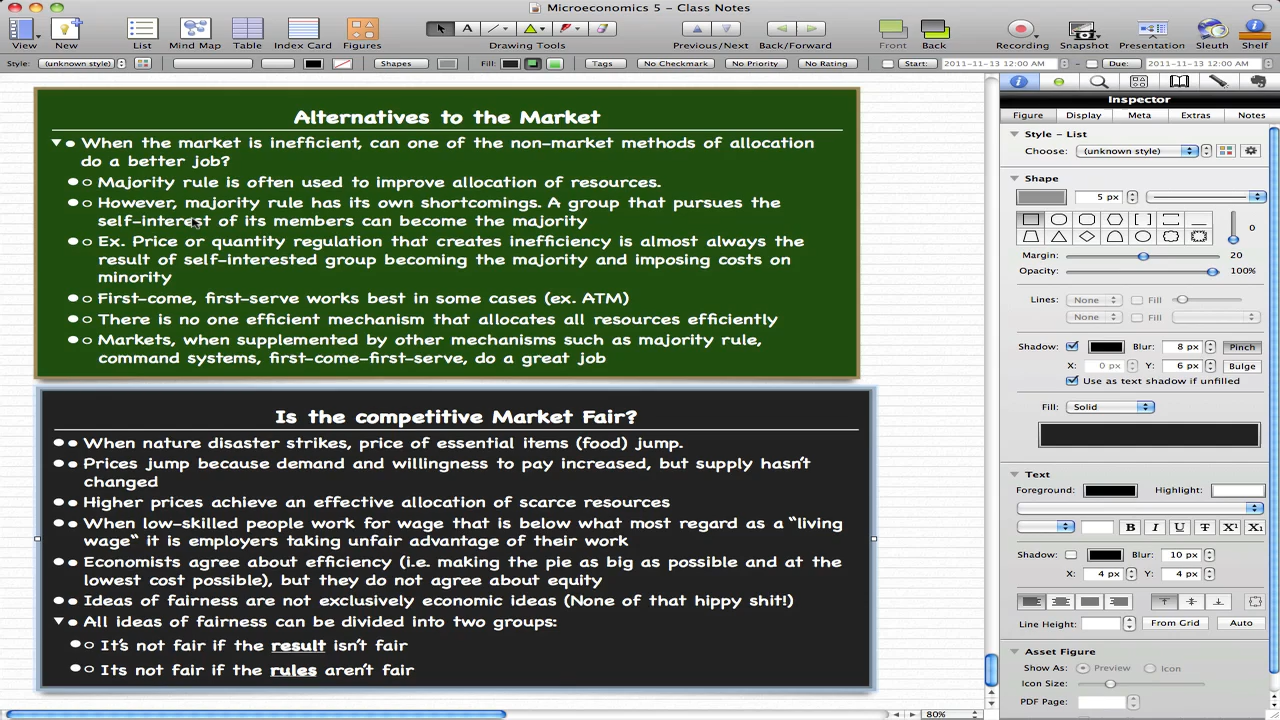 Microeconomics 5 – Class Notes
View New List Mind Map Table Index Card Figures Drawing Tools Previous/Next Back/Forward Front Back Recording Snapshot Presentation Sleuth Shelf
Style: (unknown style) Shapes Fill: Tags No Checkmark No Priority No Rating Start: 2011-11-13 12:00 AM Due: 2011-11-13 12:00 AM
Alternatives to the Market
When the market is inefficient, can one of the non-market methods of allocation
do a better job?
Majority rule is often used to improve allocation of resources.
However, majority rule has its own shortcomings. A group that pursues the
self-interest of its members can become the majority
Ex. Price or quantity regulation that creates inefficiency is almost always the
result of self-interested group becoming the majority and imposing costs on
minority
First-come, first-serve works best in some cases (ex. ATM)
There is no one efficient mechanism that allocates all resources efficiently
Markets, when supplemented by other mechanisms such as majority rule,
command systems, first-come-first-serve, do a great job
Is the competitive Market Fair?
When nature disaster strikes, price of essential items (food) jump.
Prices jump because demand and willingness to pay increased, but supply hasn't
changed
Higher prices achieve an effective allocation of scarce resources
When low-skilled people work for wage that is below what most regard as a "living
wage" it is employers taking unfair advantage of their work
Economists agree about efficiency (i.e. making the pie as big as possible and at the
lowest cost possible), but they do not agree about equity
Ideas of fairness are not exclusively economic ideas (None of that hippy shit!)
All ideas of fairness can be divided into two groups:
It's not fair if the result isn't fair
Its not fair if the rules aren't fair
80%
Inspector
Figure Display Meta Extras Notes
Style – List
Choose: (unknown style)
Shape
5 px
0
Margin: 20
Opacity: 100%
Lines: None Fill
None Fill
Shadow: Blur: 8 px Pinch
X: 0 px Y: 6 px Bulge
Use as text shadow if unfilled
Fill: Solid
Text
Foreground: Highlight:
B I U T X¹ X₁
Shadow: Blur: 10 px
X: 4 px Y: 4 px
Line Height: From Grid Auto
Asset Figure
Show As: Preview Icon
Icon Size:
PDF Page: